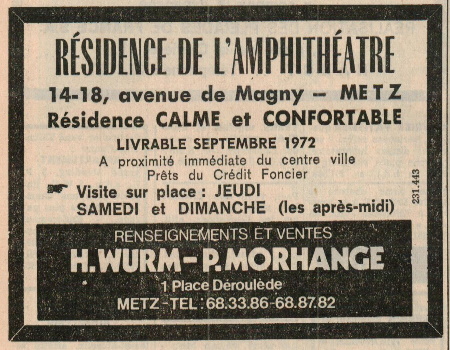 RÉSIDENCE DE L'AMPHITHÉATRE
14-18, avenue de Magny – METZ
Résidence CALME et CONFORTABLE
LIVRABLE SEPTEMBRE 1972
A proximité immédiate du centre ville
Prêts du Crédit Foncier
☛ Visite sur place : JEUDI
SAMEDI et DIMANCHE (les après-midi)
231.443
RENSEIGNEMENTS ET VENTES
H.WURM–P.MORHANGE
1 Place Déroulède
METZ-TEL: 68.33.86-68.87.82